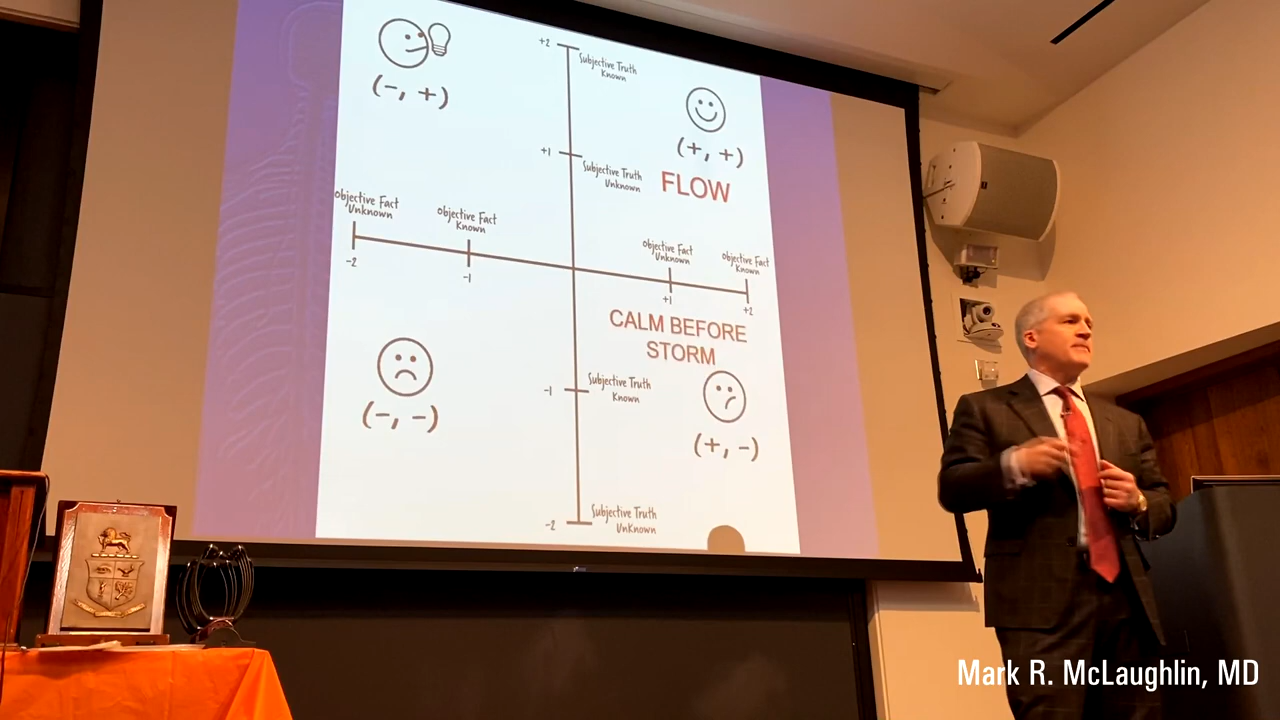 +2
Subjective Truth
Known
(-, +)
(+, +)
+1
Subjective Truth
Unknown
FLOW
Objective Fact
Unknown
Objective Fact
Known
Objective Fact
Unknown
Objective Fact
Known
-2
-1
+1
+2
CALM BEFORE
STORM
-1
Subjective Truth
Known
(-, -)
(+, -)
-2
Subjective Truth
Unknown
Mark R. McLaughlin, MD